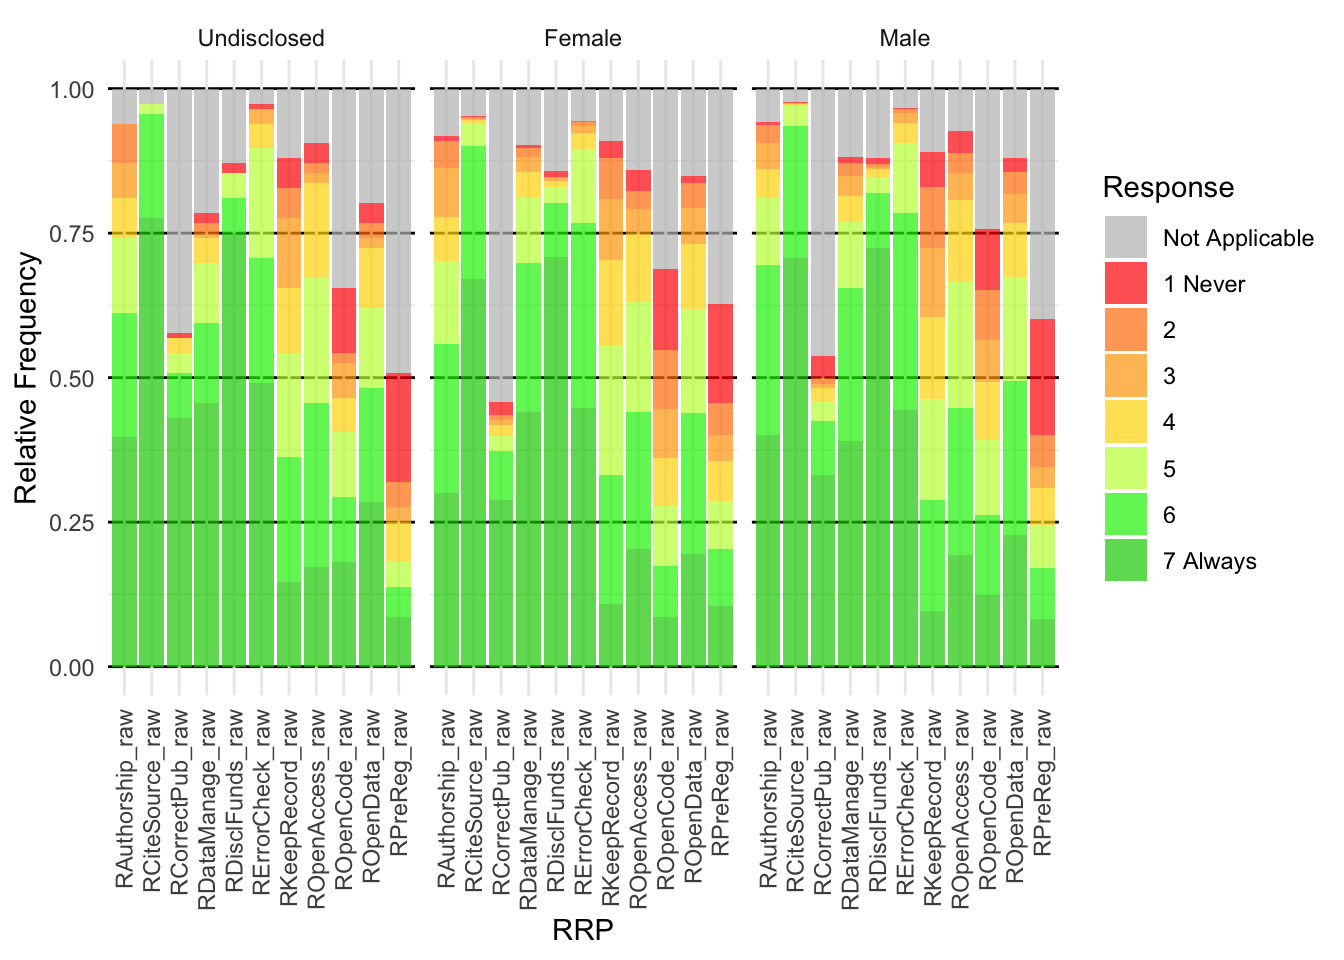 Undisclosed
Female
Male
1.00
0.75
0.50
0.25
0.00
Relative Frequency
RAuthorship_raw
RCiteSource_raw
RCorrectPub_raw
RDataManage_raw
RDisclFunds_raw
RErrorCheck_raw
RKeepRecord_raw
ROpenAccess_raw
ROpenCode_raw
ROpenData_raw
RPreReg_raw
RAuthorship_raw
RCiteSource_raw
RCorrectPub_raw
RDataManage_raw
RDisclFunds_raw
RErrorCheck_raw
RKeepRecord_raw
ROpenAccess_raw
ROpenCode_raw
ROpenData_raw
RPreReg_raw
RAuthorship_raw
RCiteSource_raw
RCorrectPub_raw
RDataManage_raw
RDisclFunds_raw
RErrorCheck_raw
RKeepRecord_raw
ROpenAccess_raw
ROpenCode_raw
ROpenData_raw
RPreReg_raw
RRP
Response
Not Applicable
1 Never
2
3
4
5
6
7 Always